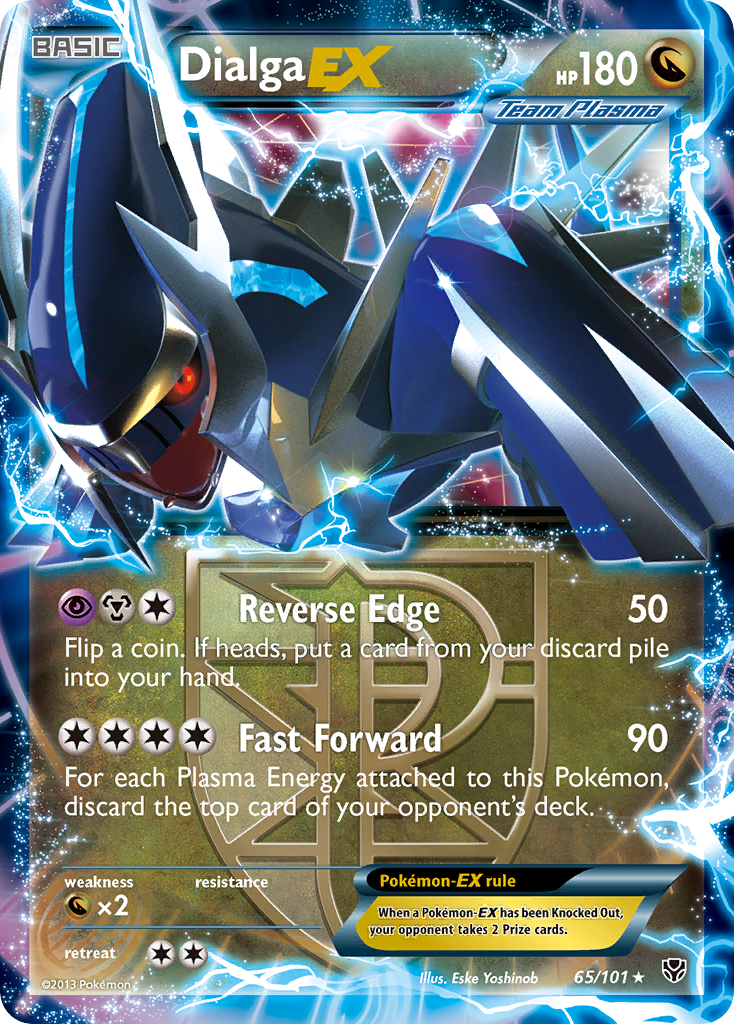 BASIC
Dialga EX
HP 180
Team Plasma
Reverse Edge 50
Flip a coin. If heads, put a card from your discard pile
into your hand.
Fast Forward 90
For each Plasma Energy attached to this Pokémon,
discard the top card of your opponent's deck.
weakness resistance
×2
retreat
Pokémon-EX rule
When a Pokémon-EX has been Knocked Out,
your opponent takes 2 Prize cards.
©2013 Pokémon
Illus. Eske Yoshinob
65/101 ★